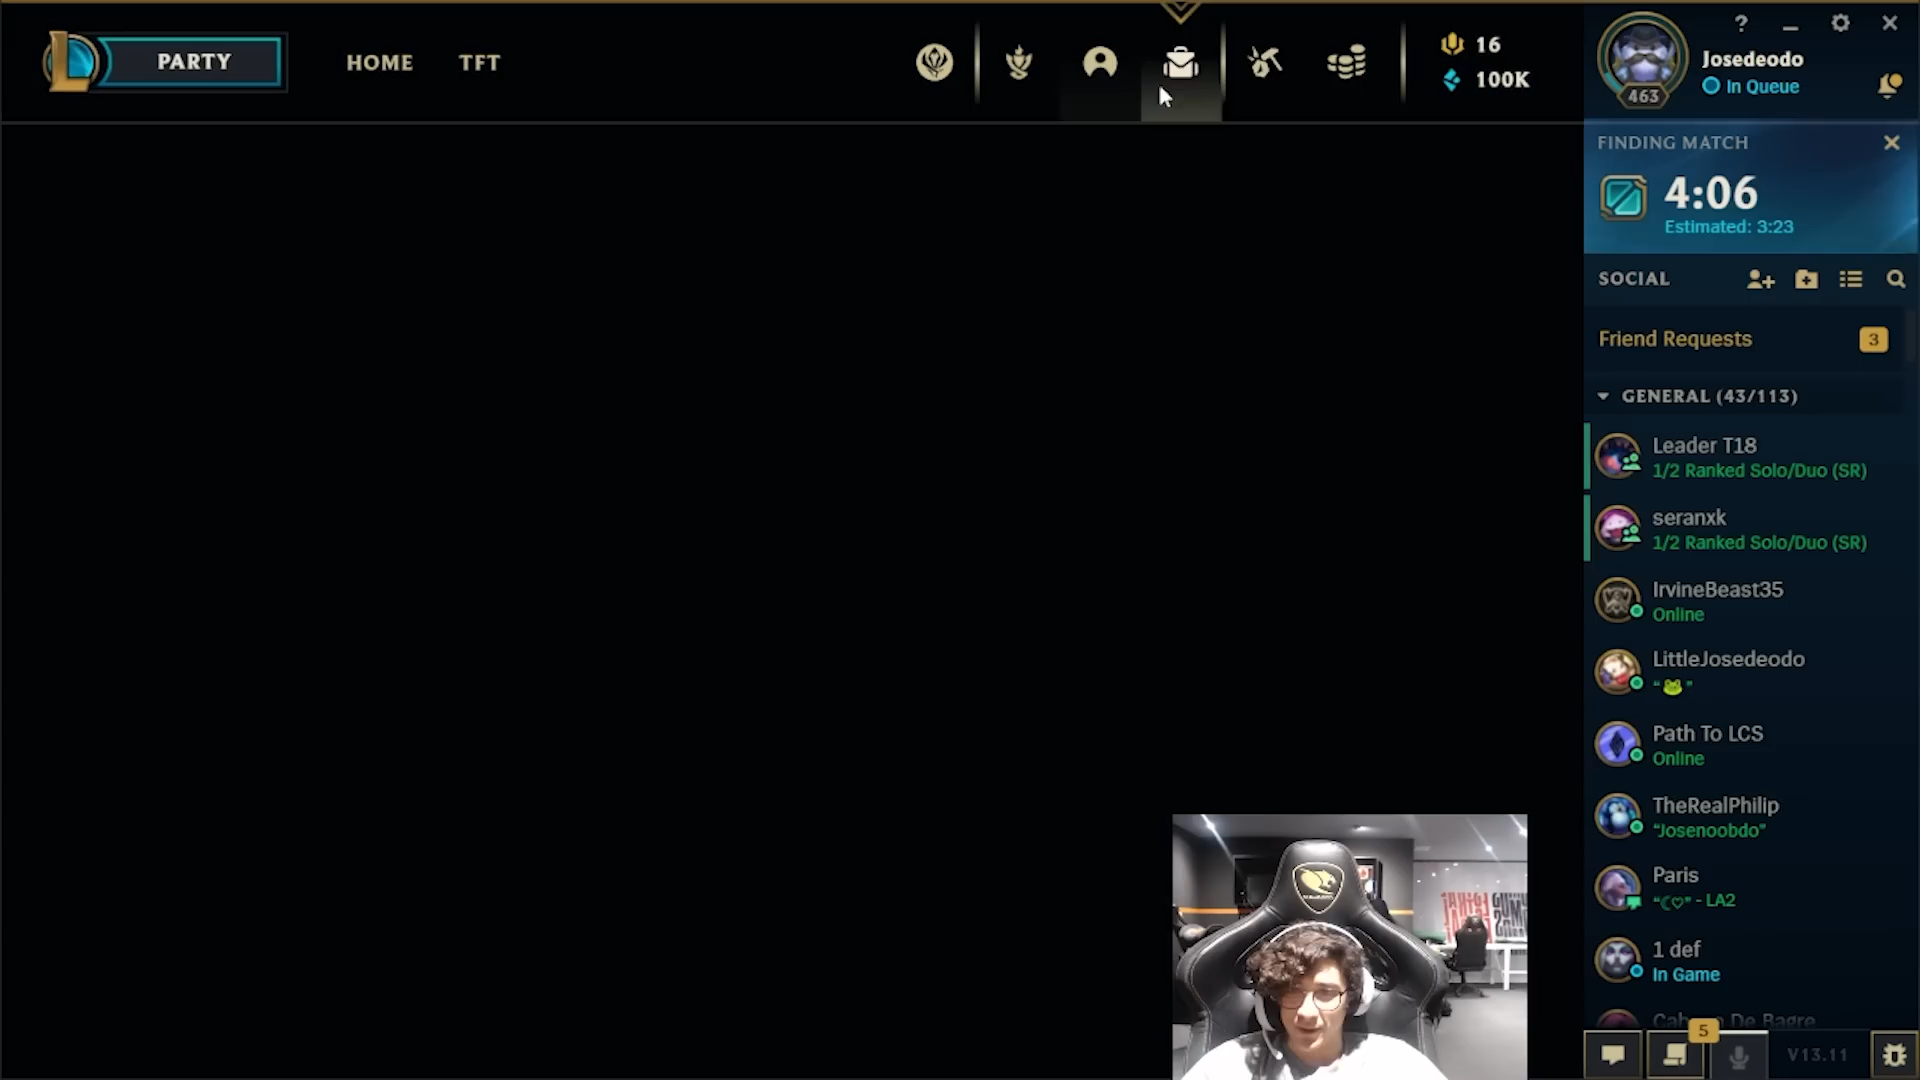 PARTY
HOME
TFT
16
100K
?
463
Josedeodo
In Queue
FINDING MATCH
4:06
Estimated: 3:23
SOCIAL
Friend Requests
3
GENERAL (43/113)
Leader T18
1/2 Ranked Solo/Duo (SR)
seranxk
1/2 Ranked Solo/Duo (SR)
IrvineBeast35
Online
LittleJosedeodo
“🐸”
Path To LCS
Online
TheRealPhilip
“Josenoobdo”
Paris
“☾♡” - LA2
1 def
In Game
De Bagre
5
V13.11